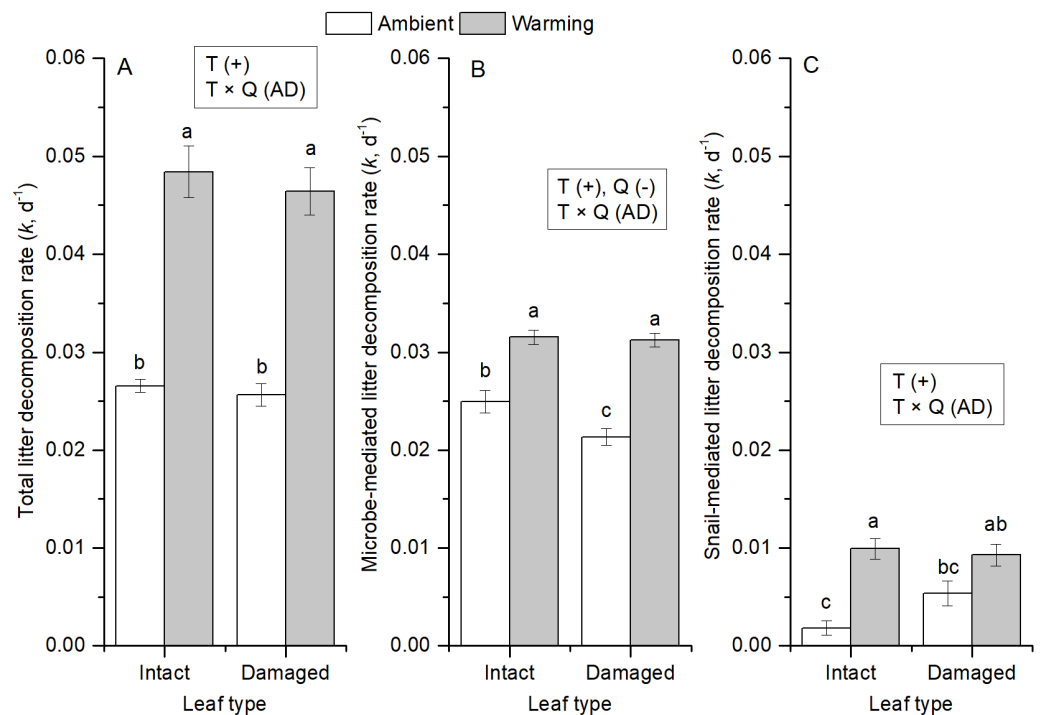 Ambient Warming
A
T (+)
T × Q (AD)
Total litter decomposition rate (k, d⁻¹)
0.06
0.05
0.04
0.03
0.02
0.01
0.00
b
a
b
a
Intact Damaged
Leaf type
B
T (+), Q (-)
T × Q (AD)
Microbe-mediated litter decomposition rate (k, d⁻¹)
0.06
0.05
0.04
0.03
0.02
0.01
0.00
b
a
c
a
Intact Damaged
Leaf type
C
T (+)
T × Q (AD)
Snail-mediated litter decomposition rate (k, d⁻¹)
0.06
0.05
0.04
0.03
0.02
0.01
0.00
c
a
bc
ab
Intact Damaged
Leaf type